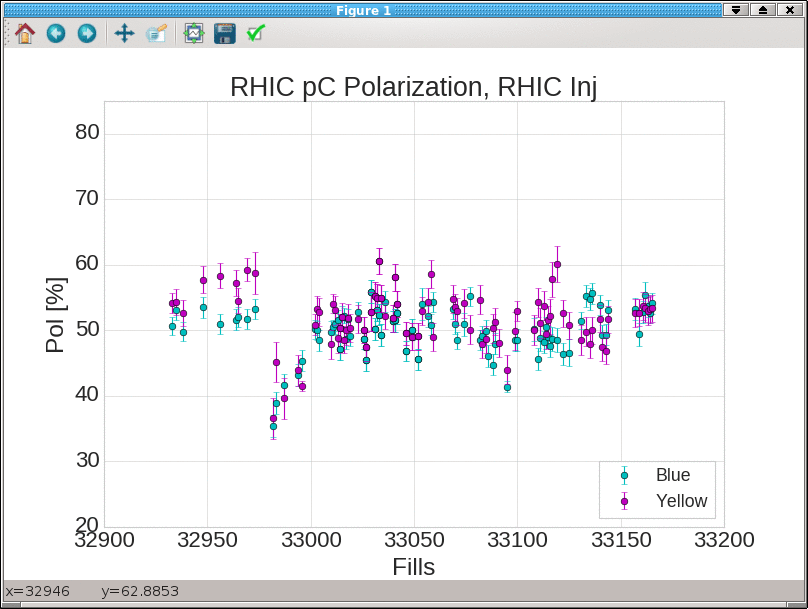 Figure 1
RHIC pC Polarization, RHIC Inj
80
70
60
50
40
30
20
Pol [%]
32900 32950 33000 33050 33100 33150 33200
Fills
Blue
Yellow
x=32946 y=62.8853